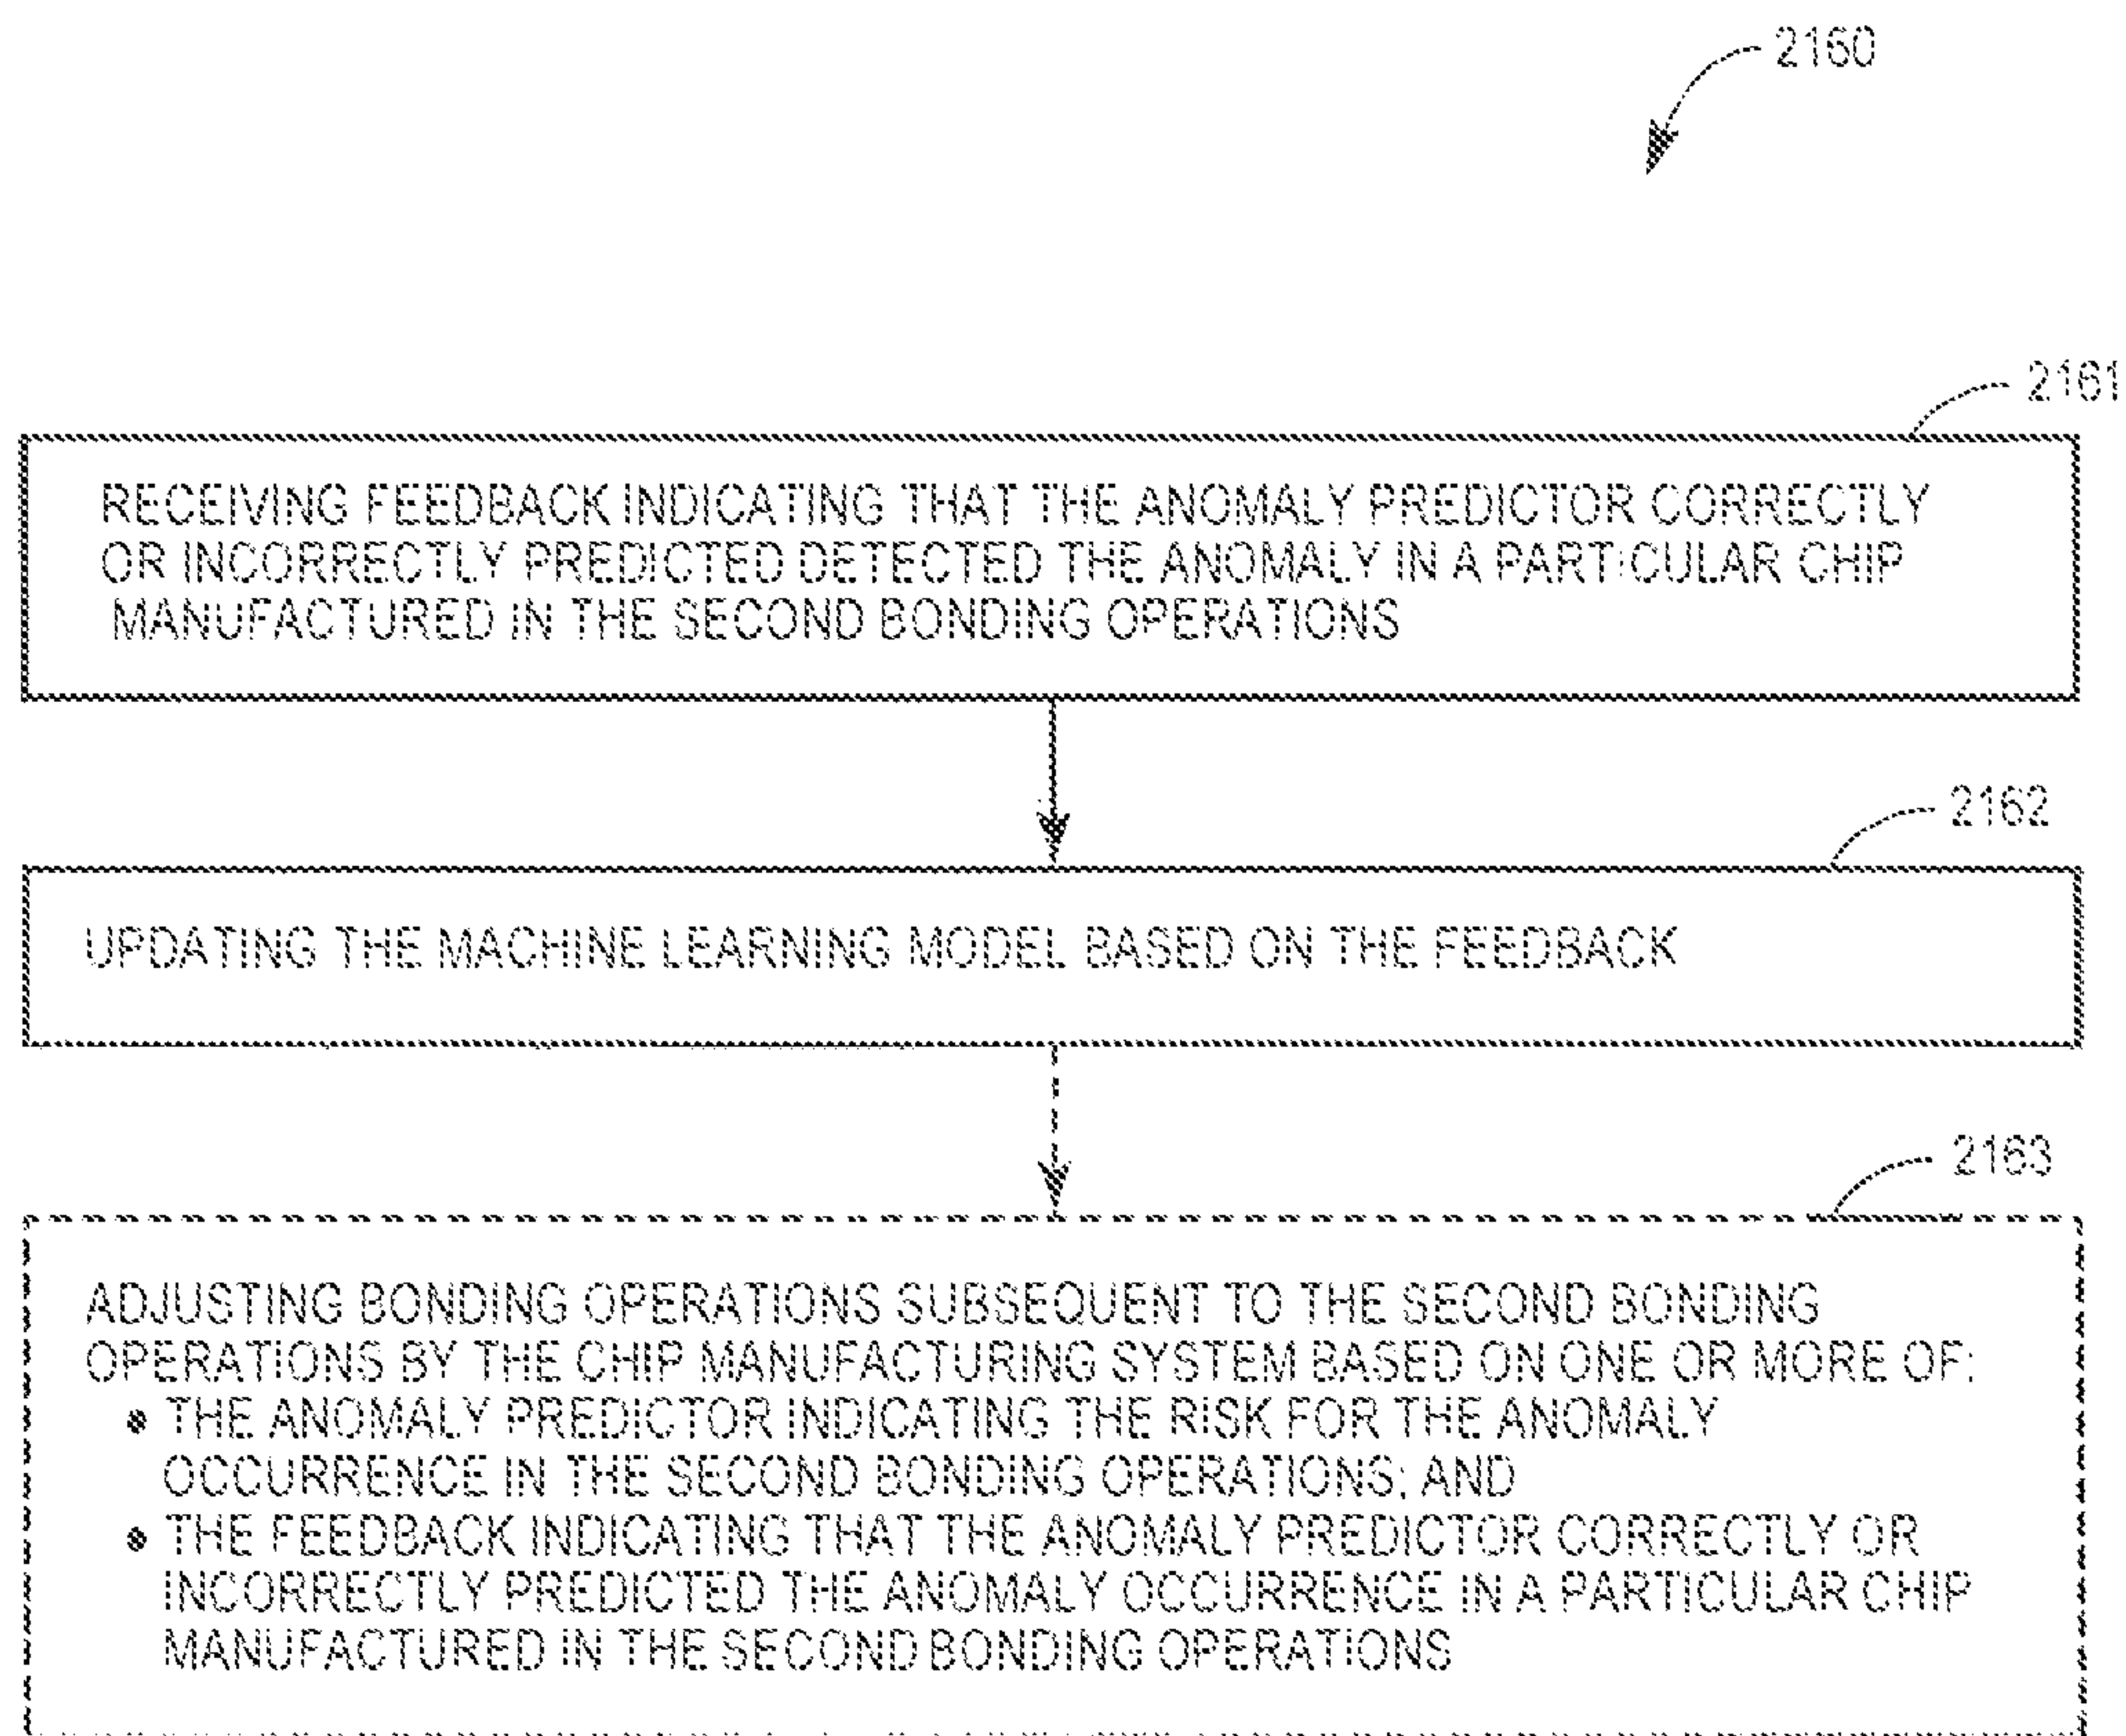 2160
2161
RECEIVING FEEDBACK INDICATING THAT THE ANOMALY PREDICTOR CORRECTLY
OR INCORRECTLY PREDICTED DETECTED THE ANOMALY IN A PARTICULAR CHIP
MANUFACTURED IN THE SECOND BONDING OPERATIONS
2162
UPDATING THE MACHINE LEARNING MODEL BASED ON THE FEEDBACK
2163
ADJUSTING BONDING OPERATIONS SUBSEQUENT TO THE SECOND BONDING
OPERATIONS BY THE CHIP MANUFACTURING SYSTEM BASED ON ONE OR MORE OF:
• THE ANOMALY PREDICTOR INDICATING THE RISK FOR THE ANOMALY
OCCURRENCE IN THE SECOND BONDING OPERATIONS; AND
• THE FEEDBACK INDICATING THAT THE ANOMALY PREDICTOR CORRECTLY OR
INCORRECTLY PREDICTED THE ANOMALY OCCURRENCE IN A PARTICULAR CHIP
MANUFACTURED IN THE SECOND BONDING OPERATIONS